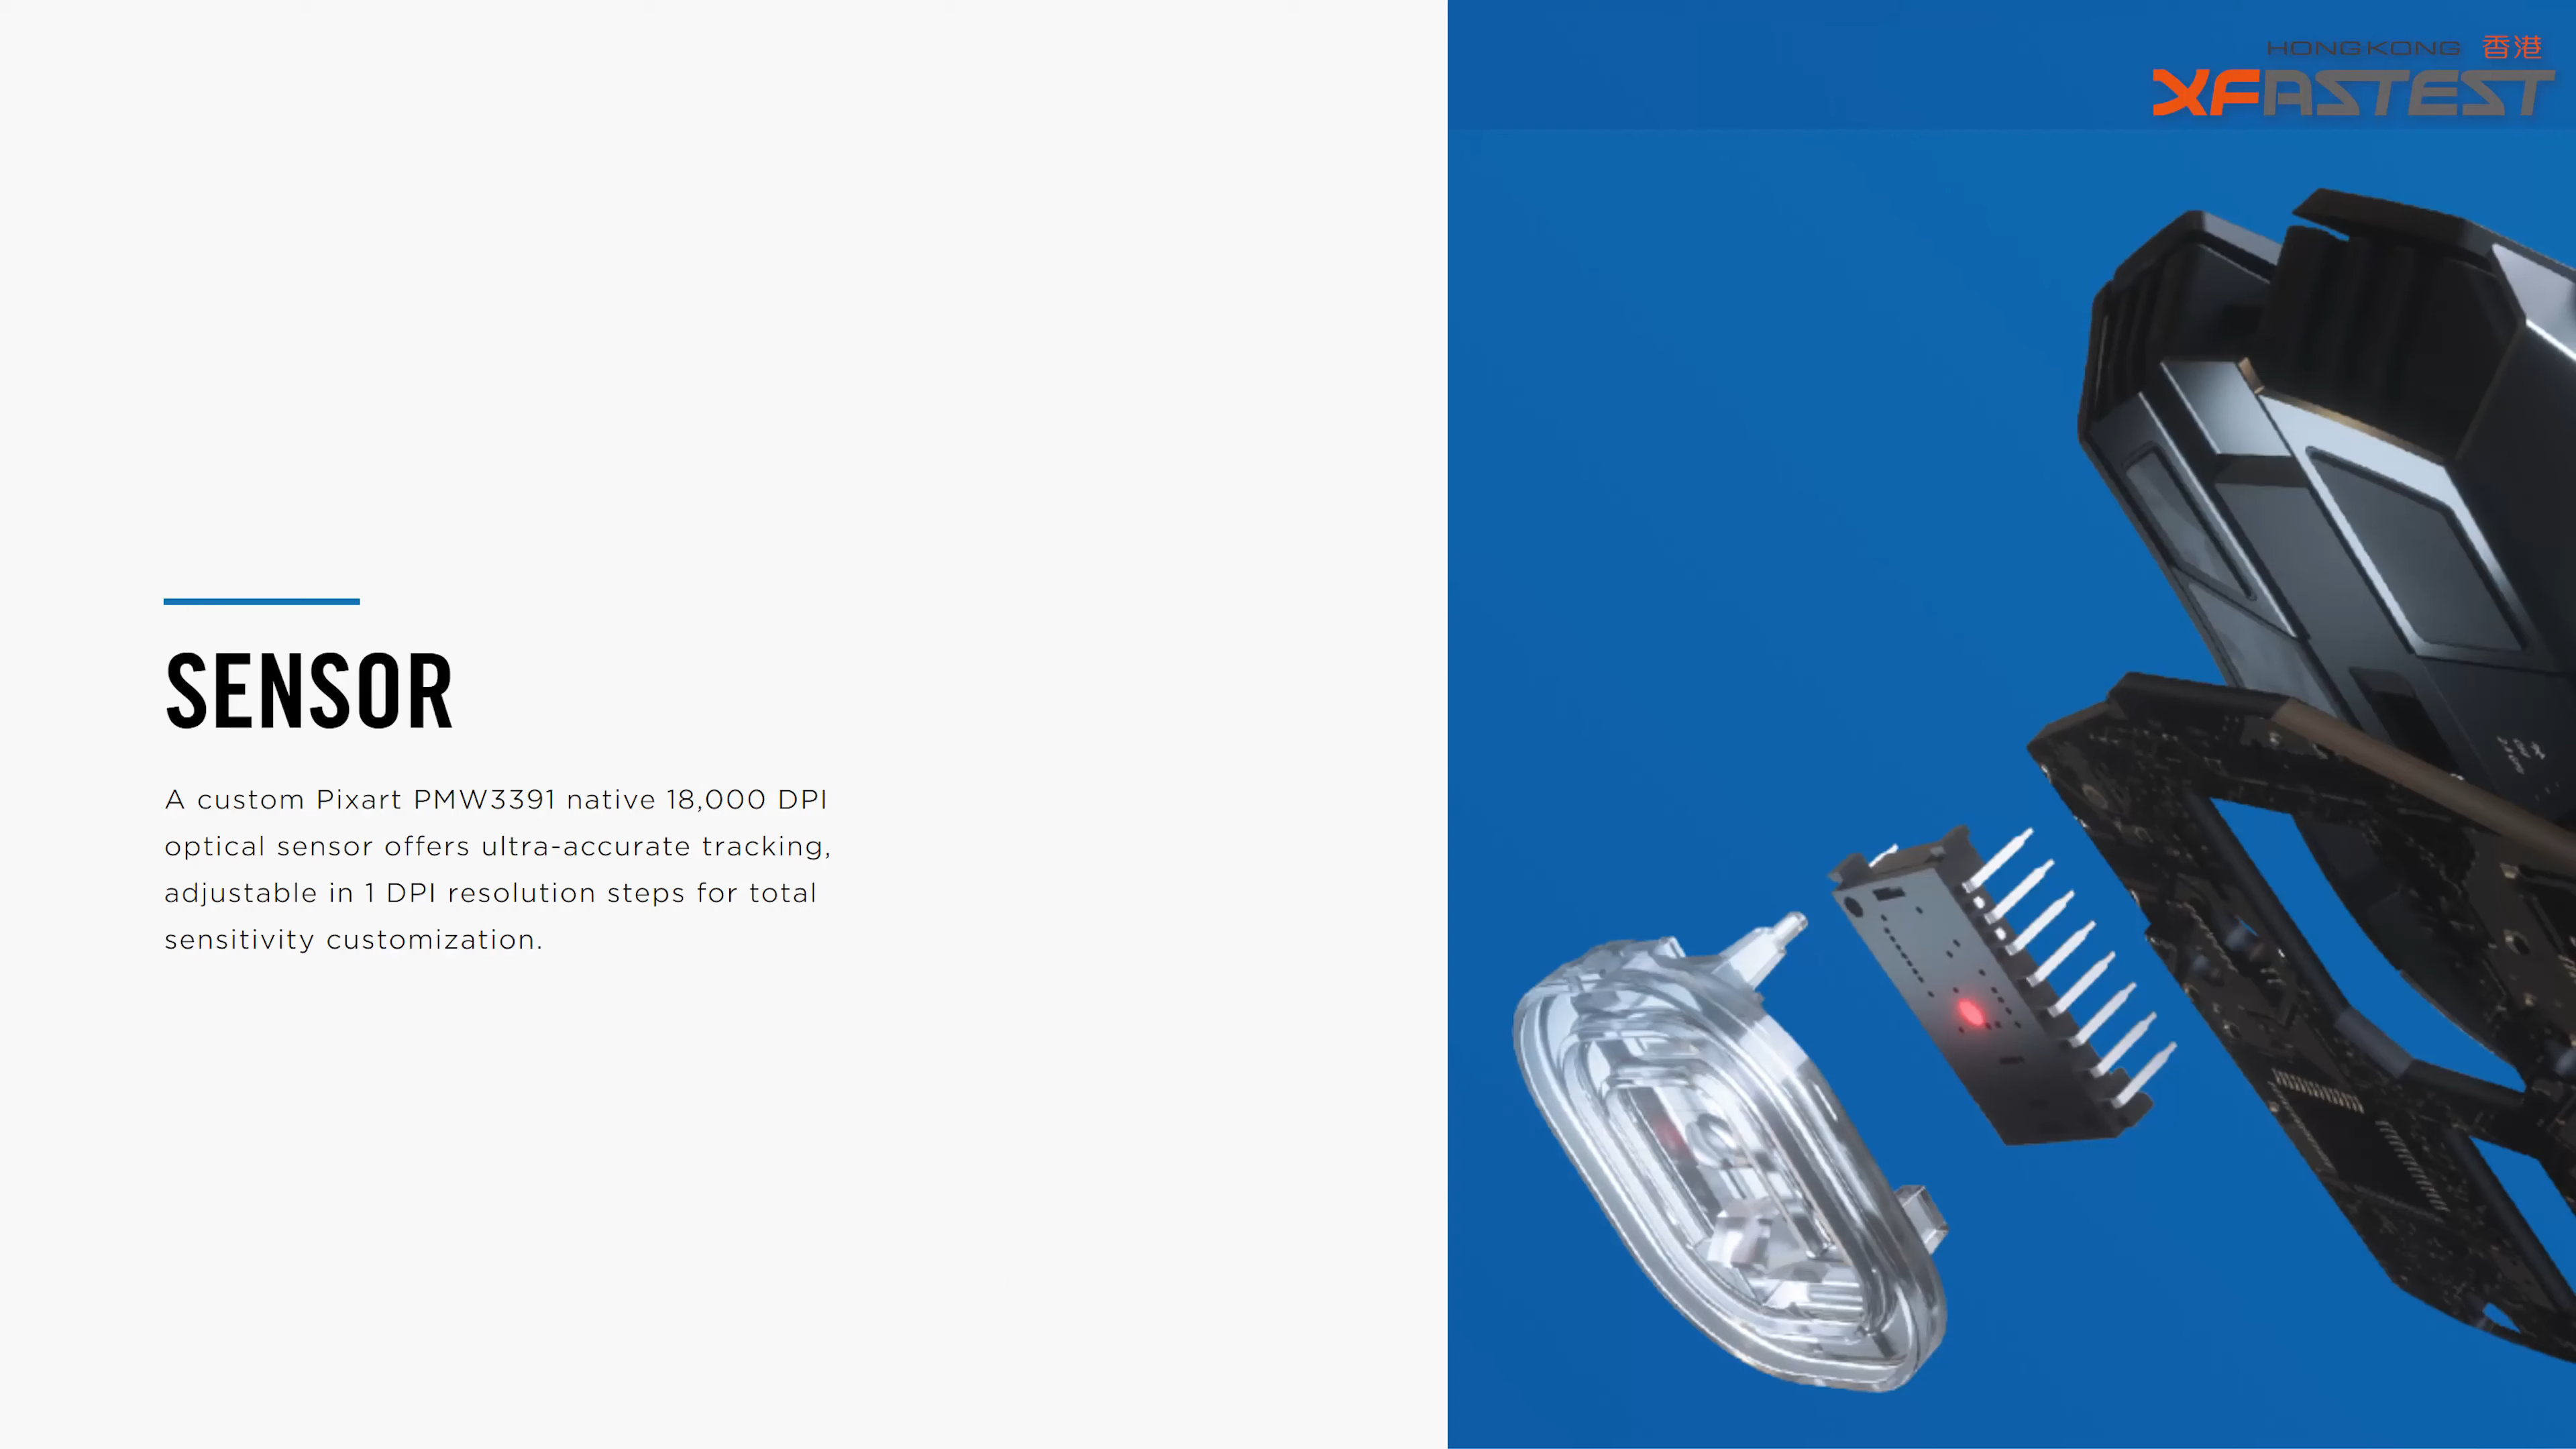 HONG KONG 香港
XFASTEST
SENSOR
A custom Pixart PMW3391 native 18,000 DPI
optical sensor offers ultra-accurate tracking,
adjustable in 1 DPI resolution steps for total
sensitivity customization.